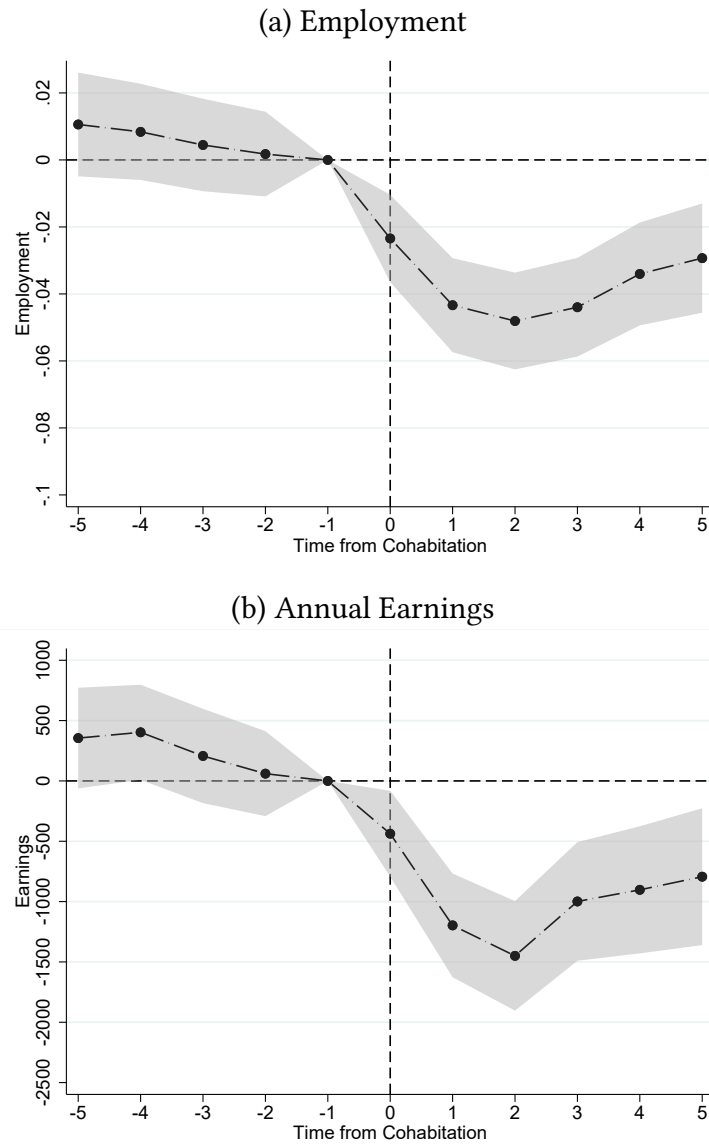 (a) Employment
.02
0
-.02
-.04
-.06
-.08
-.1
Employment
-5 -4 -3 -2 -1 0 1 2 3 4 5
Time from Cohabitation
(b) Annual Earnings
1000
500
0
-500
-1000
-1500
-2000
-2500
Earnings
-5 -4 -3 -2 -1 0 1 2 3 4 5
Time from Cohabitation